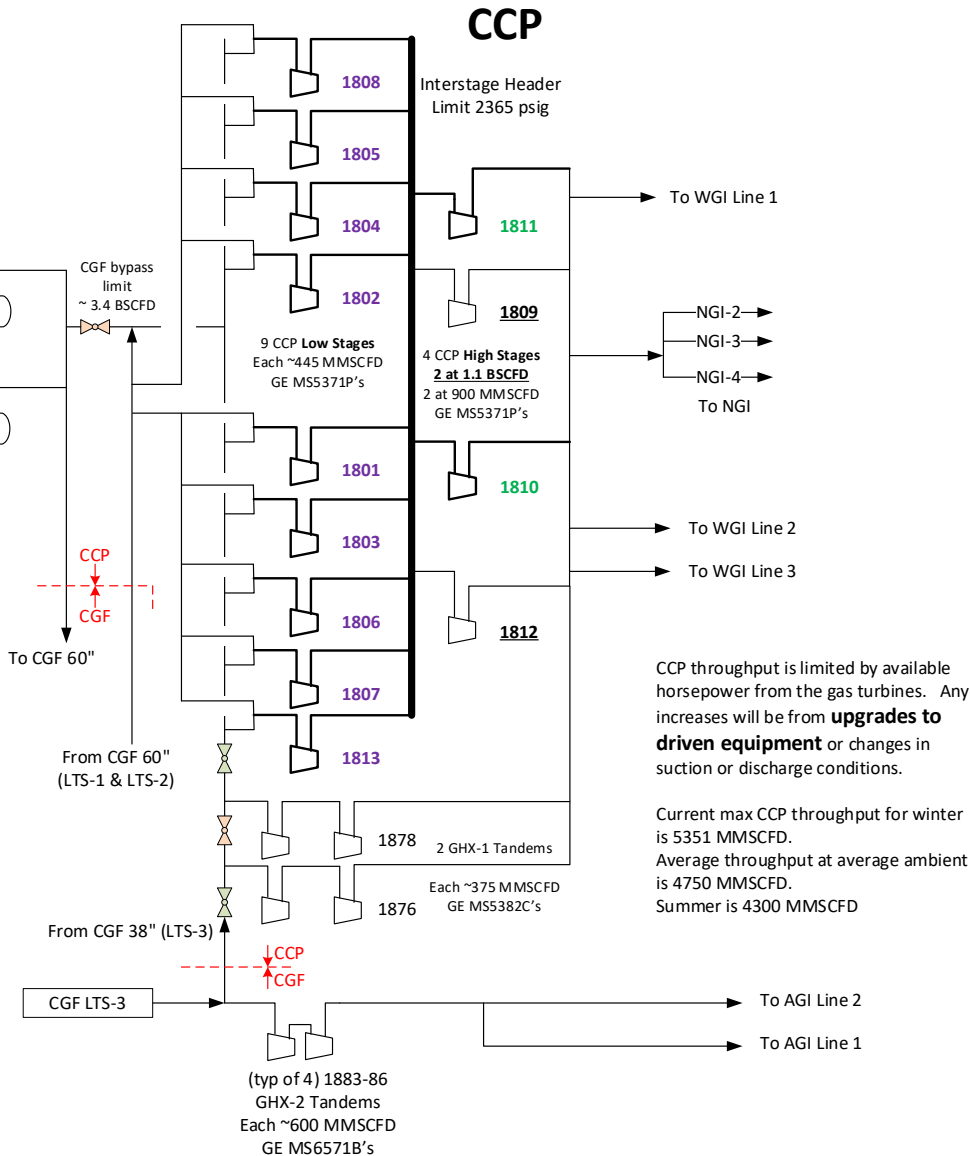 CCP
1808
Interstage Header
Limit 2365 psig
1805
1804
1811
To WGI Line 1
CGF bypass
limit
~ 3.4 BSCFD
1802
1809
NGI-2
NGI-3
NGI-4
To NGI
9 CCP Low Stages
Each ~445 MMSCFD
GE MS5371P's
4 CCP High Stages
2 at 1.1 BSCFD
2 at 900 MMSCFD
GE MS5371P's
1801
1810
1803
To WGI Line 2
To WGI Line 3
CCP
CGF
1806
1812
To CGF 60"
1807
From CGF 60"
(LTS-1 & LTS-2)
1813
CCP throughput is limited by available
horsepower from the gas turbines. Any
increases will be from upgrades to
driven equipment or changes in
suction or discharge conditions.
Current max CCP throughput for winter
is 5351 MMSCFD.
Average throughput at average ambient
is 4750 MMSCFD.
Summer is 4300 MMSCFD
1878
2 GHX-1 Tandems
Each ~375 MMSCFD
GE MS5382C's
1876
From CGF 38" (LTS-3)
CCP
CGF
CGF LTS-3
To AGI Line 2
To AGI Line 1
(typ of 4) 1883-86
GHX-2 Tandems
Each ~600 MMSCFD
GE MS6571B's